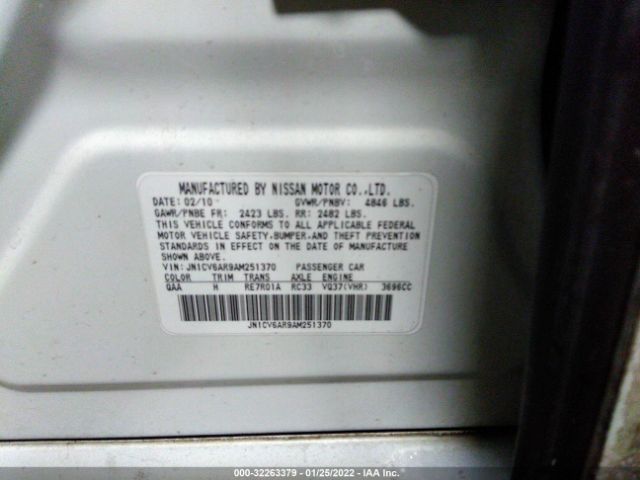 MANUFACTURED BY NISSAN MOTOR CO.,LTD.
DATE: 02/10 GVWR/PNBV: 4846 LBS.
GAWR/PNBE FR: 2423 LBS. RR: 2482 LBS.
THIS VEHICLE CONFORMS TO ALL APPLICABLE FEDERAL
MOTOR VEHICLE SAFETY,BUMPER,AND THEFT PREVENTION
STANDARDS IN EFFECT ON THE DATE OF MANUFACTURE
SHOWN ABOVE.
VIN: JN1CV6AR9AM251370 PASSENGER CAR
COLOR TRIM TRANS AXLE ENGINE
QAA H RE7R01A RC33 VQ37(VHR) 3696CC
JN1CV6AR9AM251370
000-32263379 - 01/25/2022 - IAA Inc.